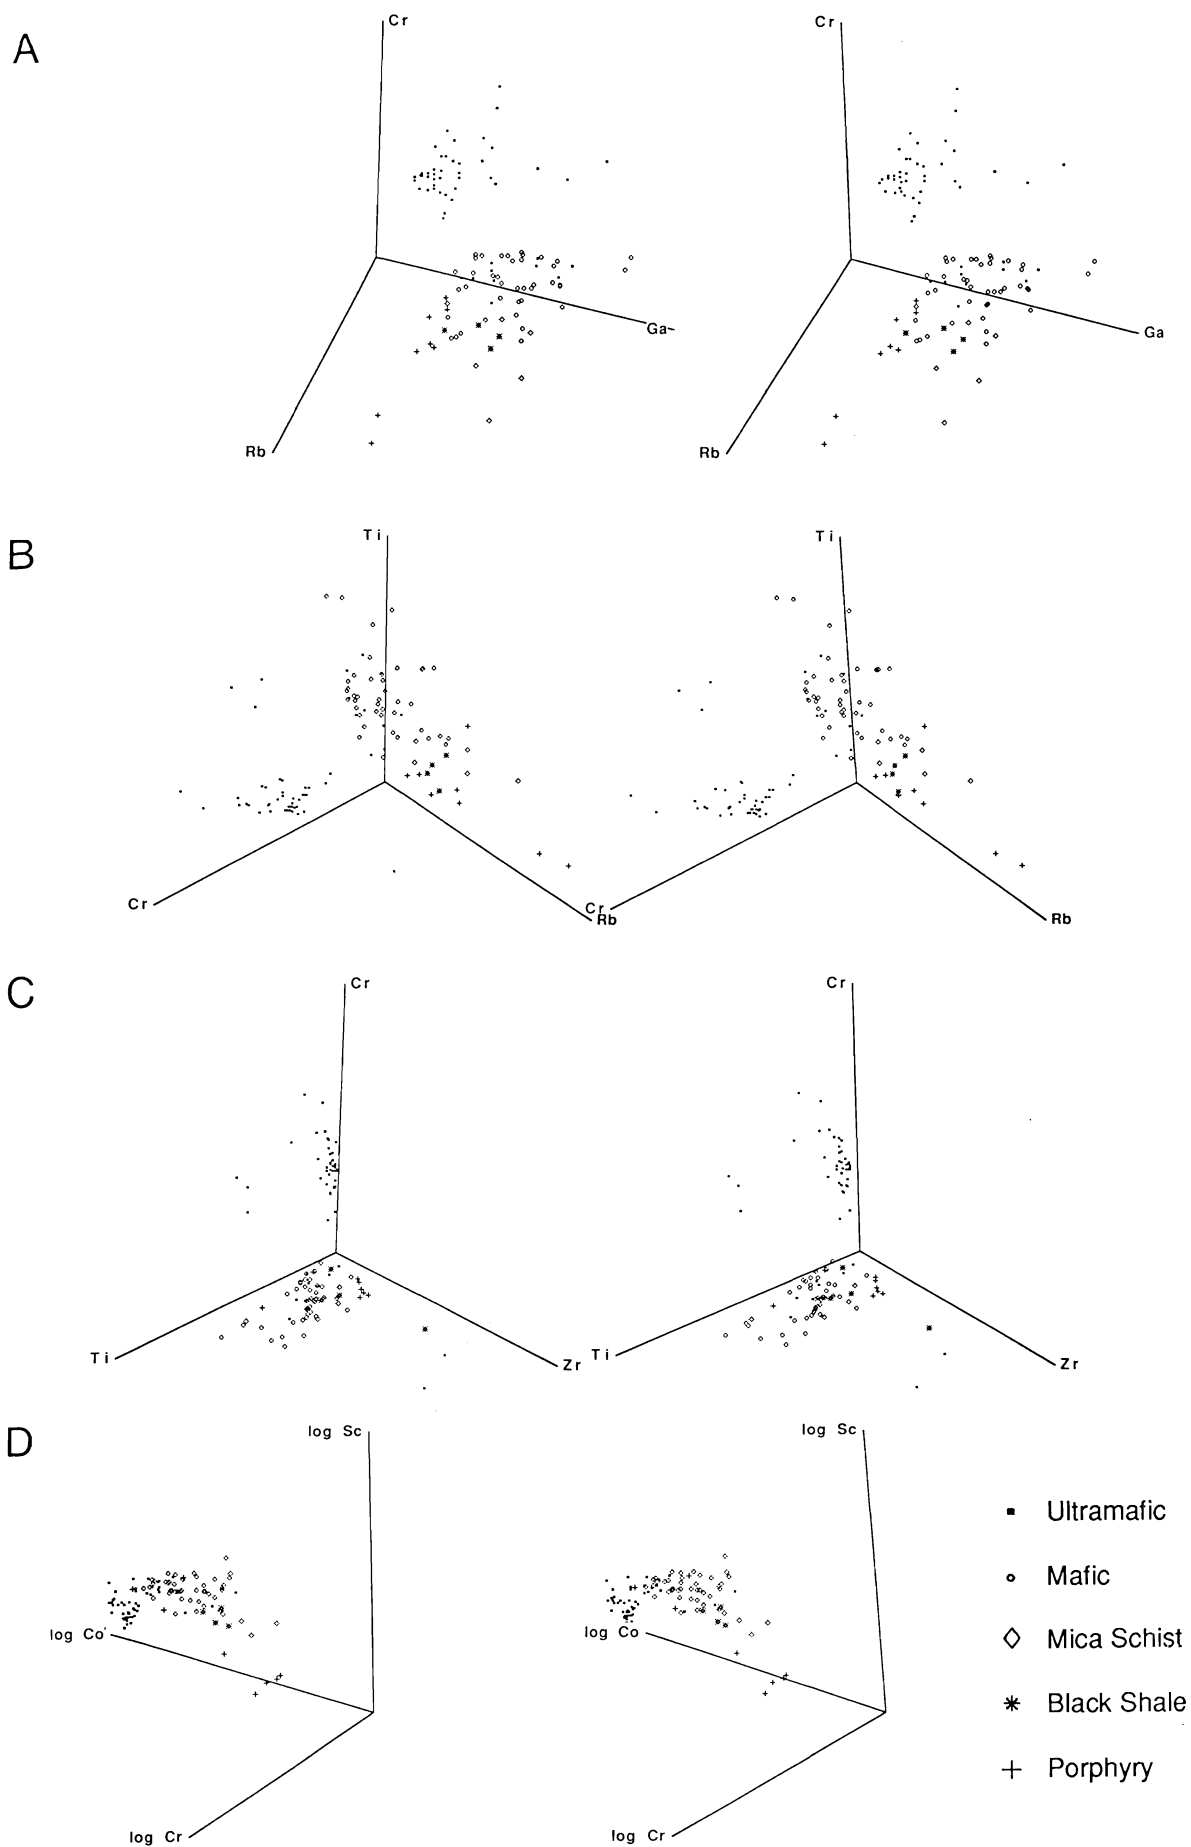 A
Cr
Cr
Ga
Ga
Rb
Rb
B
Ti
Ti
Cr
Cr
Rb
Rb
C
Cr
Cr
Ti
Zr
Ti
Zr
D
log Sc
log Sc
log Co
log Co
log Cr
log Cr
Ultramafic
Mafic
Mica Schist
Black Shale
Porphyry